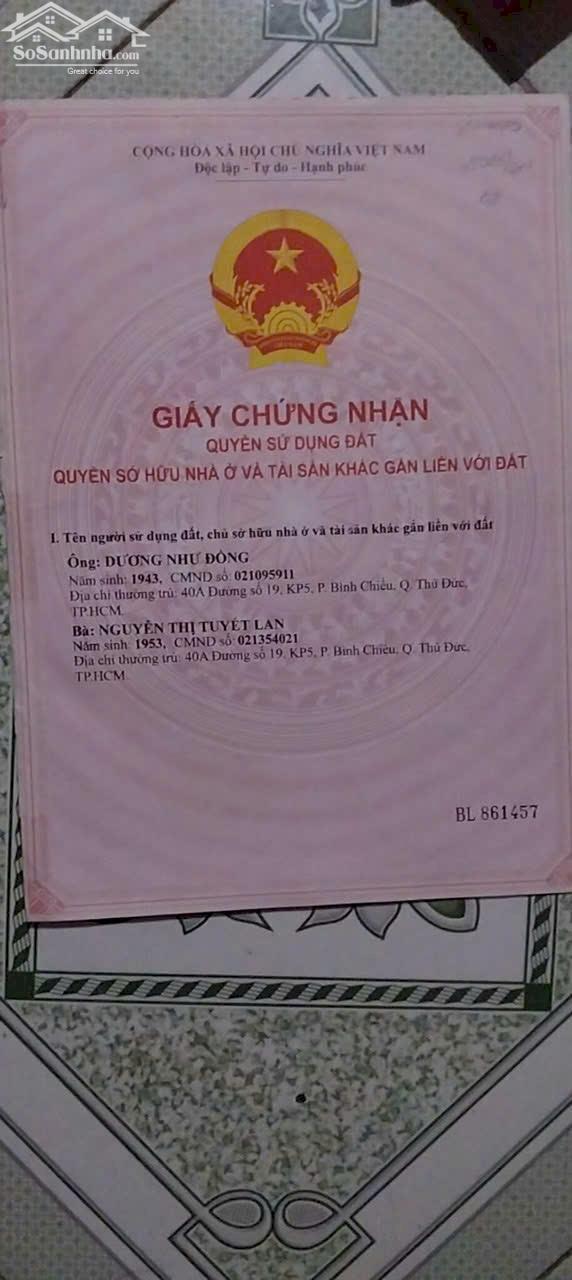 SoSanhnha.com
Great choice for you
CỘNG HÒA XÃ HỘI CHỦ NGHĨA VIỆT NAM
Độc lập - Tự do - Hạnh phúc
GIẤY CHỨNG NHẬN
QUYỀN SỬ DỤNG ĐẤT
QUYỀN SỞ HỮU NHÀ Ở VÀ TÀI SẢN KHÁC GẮN LIỀN VỚI ĐẤT
I. Tên người sử dụng đất, chủ sở hữu nhà ở và tài sản khác gắn liền với đất
Ông: DƯƠNG NHƯ ĐÔNG
Năm sinh: 1943, CMND số: 021095911
Địa chỉ thường trú: 40A Đường số 19, KP5, P. Bình Chiểu, Q. Thủ Đức,
TP.HCM.
Bà: NGUYỄN THỊ TUYẾT LAN
Năm sinh: 1953, CMND số: 021354021
Địa chỉ thường trú: 40A Đường số 19, KP5, P. Bình Chiểu, Q. Thủ Đức,
TP.HCM.
BL 861457